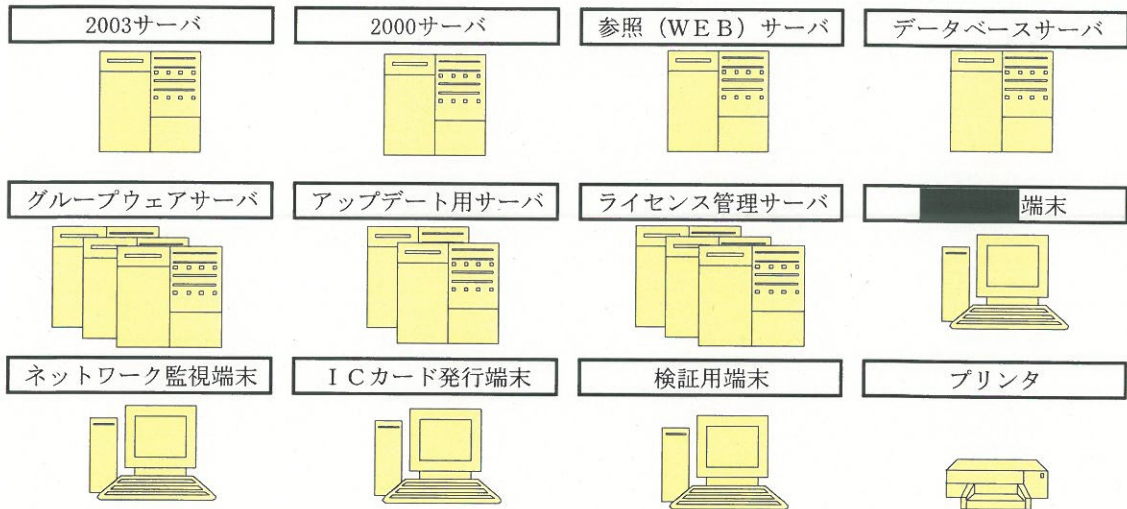 2003サーバ
2000サーバ
参照（ＷＥＢ）サーバ
データベースサーバ
グループウェアサーバ
アップデート用サーバ
ライセンス管理サーバ
端末
ネットワーク監視端末
ＩＣカード発行端末
検証用端末
プリンタ